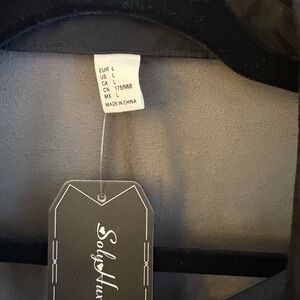 EUR L
US L
CA L
CN 175/96B
MX L
MADE IN CHINA
SolyHux